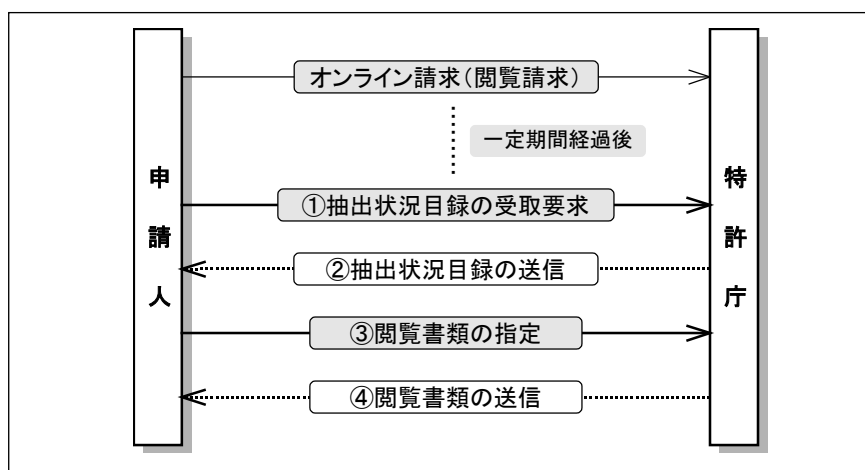 オンライン請求（閲覧請求）
一定期間経過後
申請人
特許庁
①抽出状況目録の受取要求
②抽出状況目録の送信
③閲覧書類の指定
④閲覧書類の送信